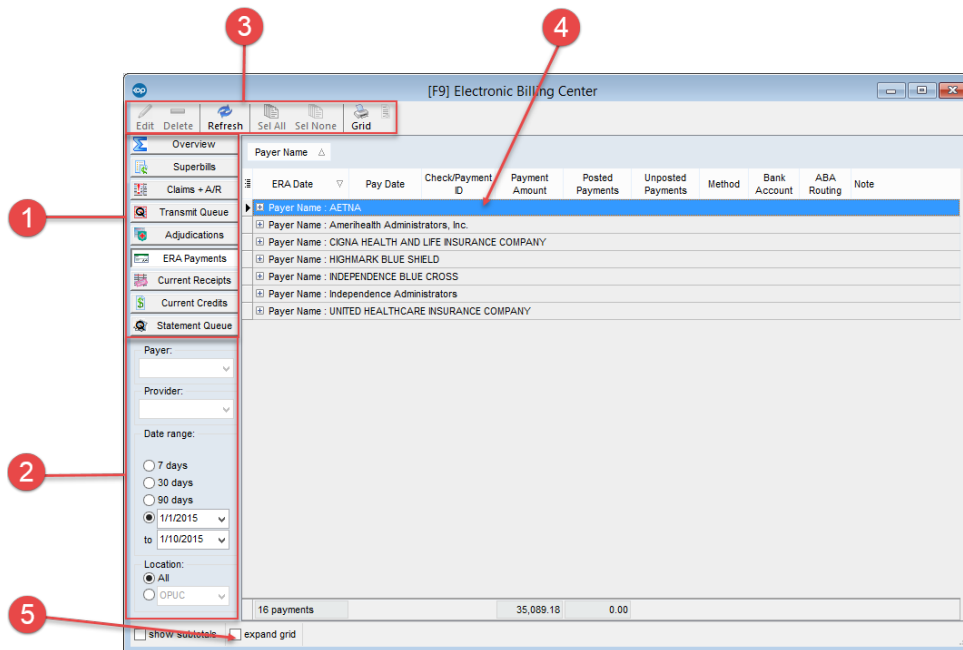 3
4
op
[F9] Electronic Billing Center
Edit Delete Refresh Sel All Sel None Grid
Overview
Superbills
Claims + A/R
Transmit Queue
Adjudications
ERA Payments
Current Receipts
Current Credits
Statement Queue
1
Payer:
Provider:
Date range:
7 days
30 days
90 days
1/1/2015
to 1/10/2015
Location:
All
OPUC
2
Payer Name
ERA Date Pay Date Check/Payment ID Payment Amount Posted Payments Unposted Payments Method Bank Account ABA Routing Note
Payer Name : AETNA
Payer Name : Amerihealth Administrators, Inc.
Payer Name : CIGNA HEALTH AND LIFE INSURANCE COMPANY
Payer Name : HIGHMARK BLUE SHIELD
Payer Name : INDEPENDENCE BLUE CROSS
Payer Name : Independence Administrators
Payer Name : UNITED HEALTHCARE INSURANCE COMPANY
16 payments 35,089.18 0.00
5
show subtotals expand grid